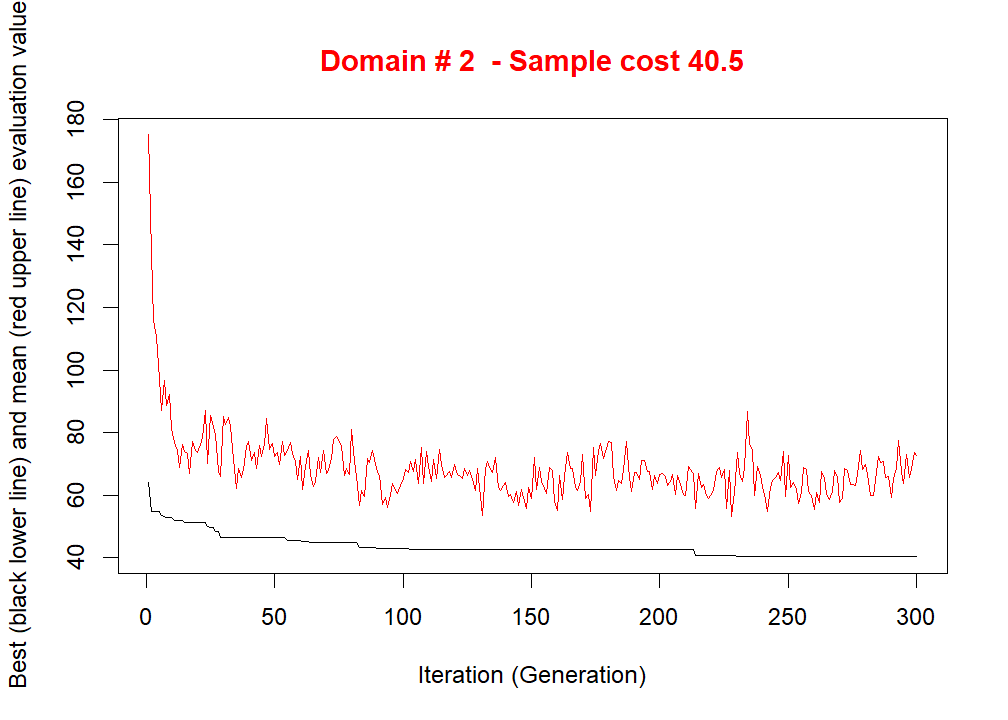 Domain # 2  - Sample cost 40.5
Best (black lower line) and mean (red upper line) evaluation value
180
160
140
120
100
80
60
40
0 50 100 150 200 250 300
Iteration (Generation)